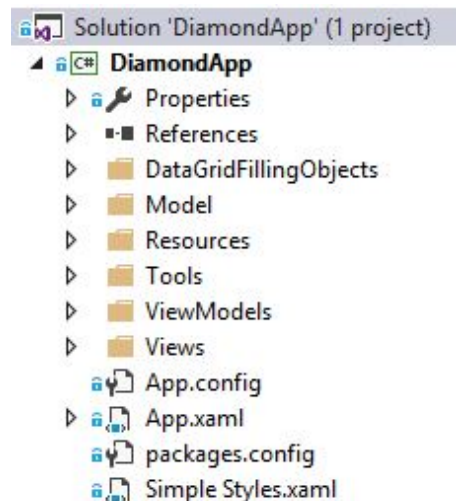 Solution 'DiamondApp' (1 project)
C# DiamondApp
Properties
References
DataGridFillingObjects
Model
Resources
Tools
ViewModels
Views
App.config
App.xaml
packages.config
Simple Styles.xaml